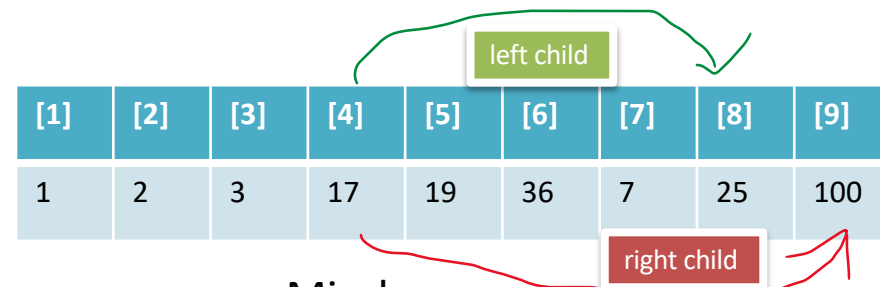 left child
[1] [2] [3] [4] [5] [6] [7] [8] [9]
1 2 3 17 19 36 7 25 100
right child